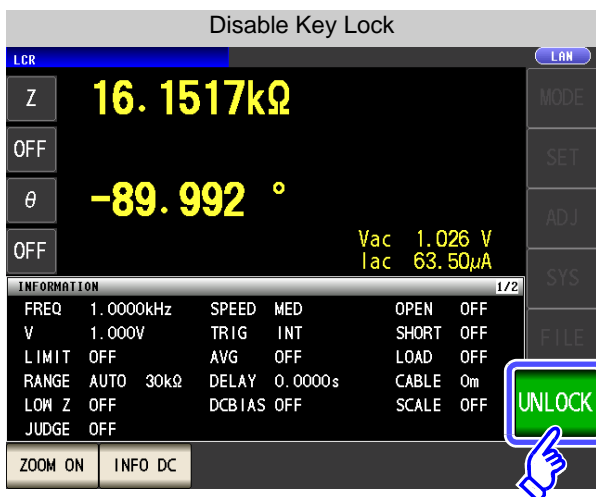 Disable Key Lock
LCR LAN
Z 16.1517kΩ MODE
OFF SET
θ -89.992 ° ADJ
OFF Vac 1.026 V
Iac 63.50μA SYS
INFORMATION 1/2
FREQ 1.0000kHz SPEED MED OPEN OFF
V 1.000V TRIG INT SHORT OFF FILE
LIMIT OFF AVG OFF LOAD OFF
RANGE AUTO 30kΩ DELAY 0.0000s CABLE 0m
LOW Z OFF DCBIAS OFF SCALE OFF UNLOCK
JUDGE OFF
ZOOM ON INFO DC